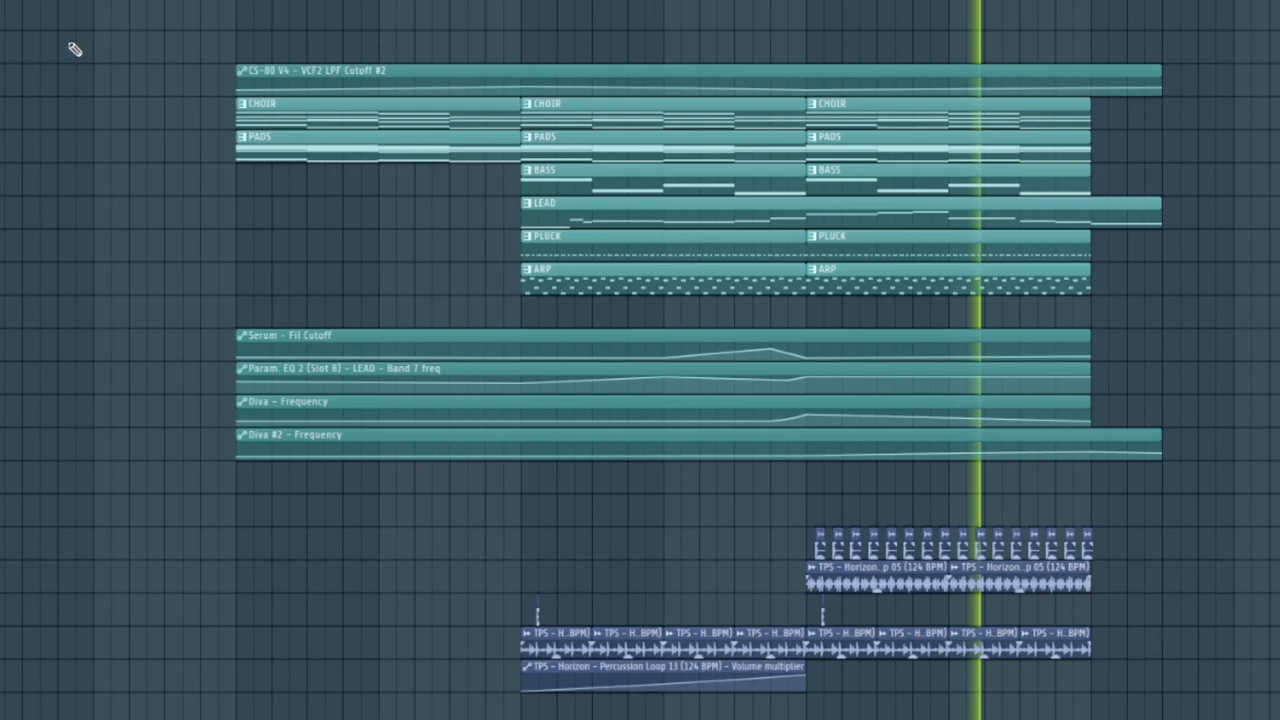 CS-80 V4 - VCF2 LPF Cutoff #2
CHOIR CHOIR CHOIR
PADS PADS PADS
BASS BASS
LEAD
PLUCK PLUCK
ARP ARP
Serum - Fil Cutoff
Param. EQ 2 (Slot 8) - LEAD - Band 7 freq
Diva - Frequency
Diva #2 - Frequency
TPS - Horizon..p 05 (124 BPM) TPS - Horizon..p 05 (124 BPM)
TPS - H..BPM) TPS - H..BPM) TPS - H..BPM) TPS - H..BPM) TPS - H..BPM) TPS - H..BPM) TPS - H..BPM) TPS - H..BPM)
TPS - Horizon - Percussion Loop 13 (124 BPM) - Volume multiplier